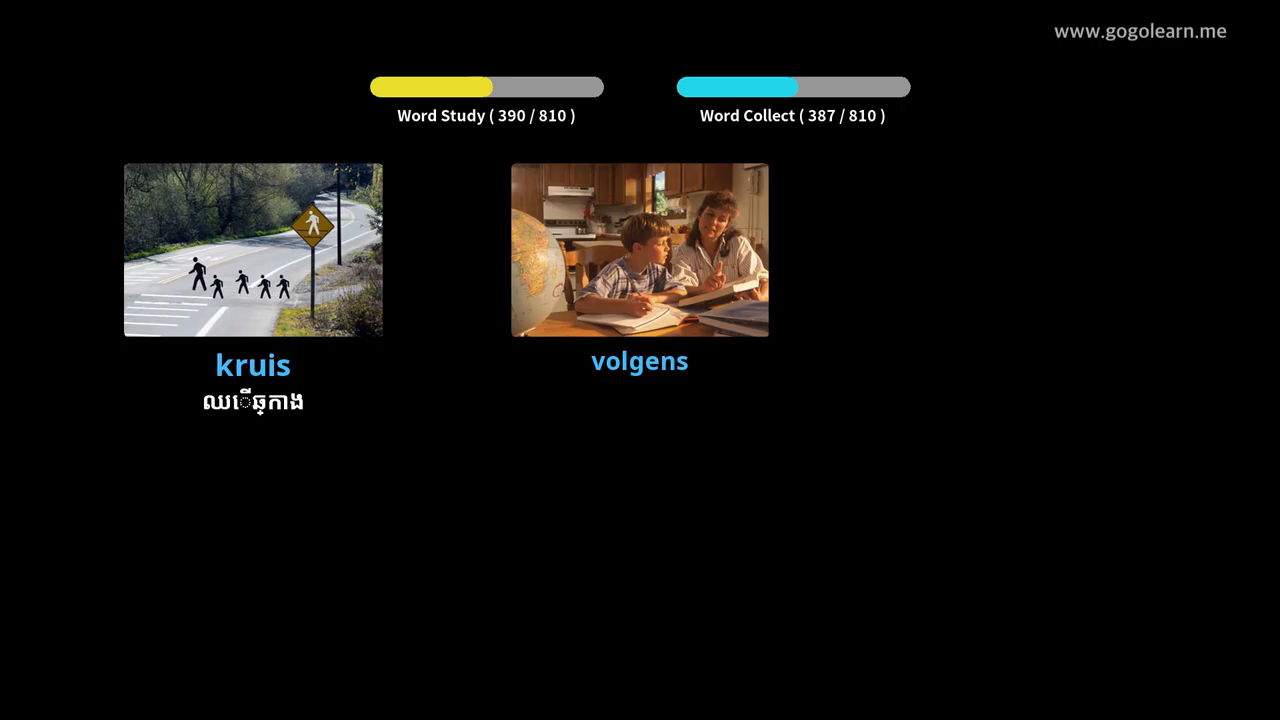 www.gogolearn.me
Word Study ( 390 / 810 )
Word Collect ( 387 / 810 )
kruis
volgens
ឈើឆ្កាង